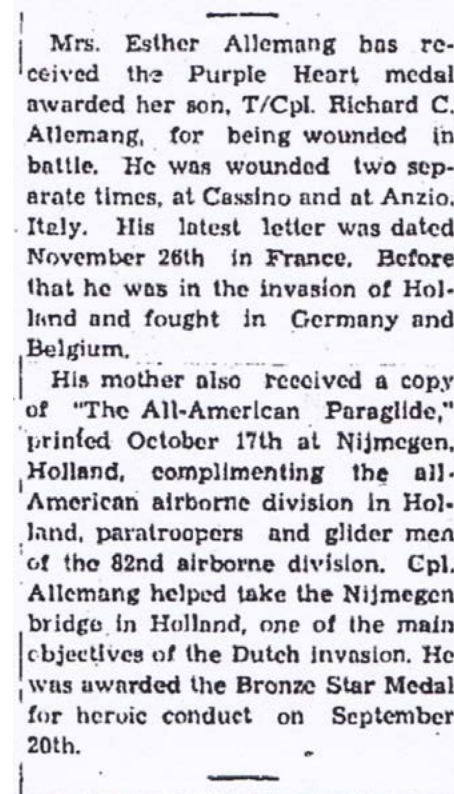 Mrs. Esther Allemang has re-
ceived the Purple Heart medal
awarded her son, T/Cpl. Richard C.
Allemang, for being wounded in
battle. He was wounded two sep-
arate times, at Cassino and at Anzio,
Italy. His latest letter was dated
November 26th in France. Before
that he was in the invasion of Hol-
land and fought in Germany and
Belgium.
His mother also received a copy
of "The All-American Paraglide,"
printed October 17th at Nijmegen,
Holland, complimenting the all-
American airborne division in Hol-
land, paratroopers and glider men
of the 82nd airborne division. Cpl.
Allemang helped take the Nijmegen
bridge in Holland, one of the main
objectives of the Dutch invasion. He
was awarded the Bronze Star Medal
for heroic conduct on September
20th.